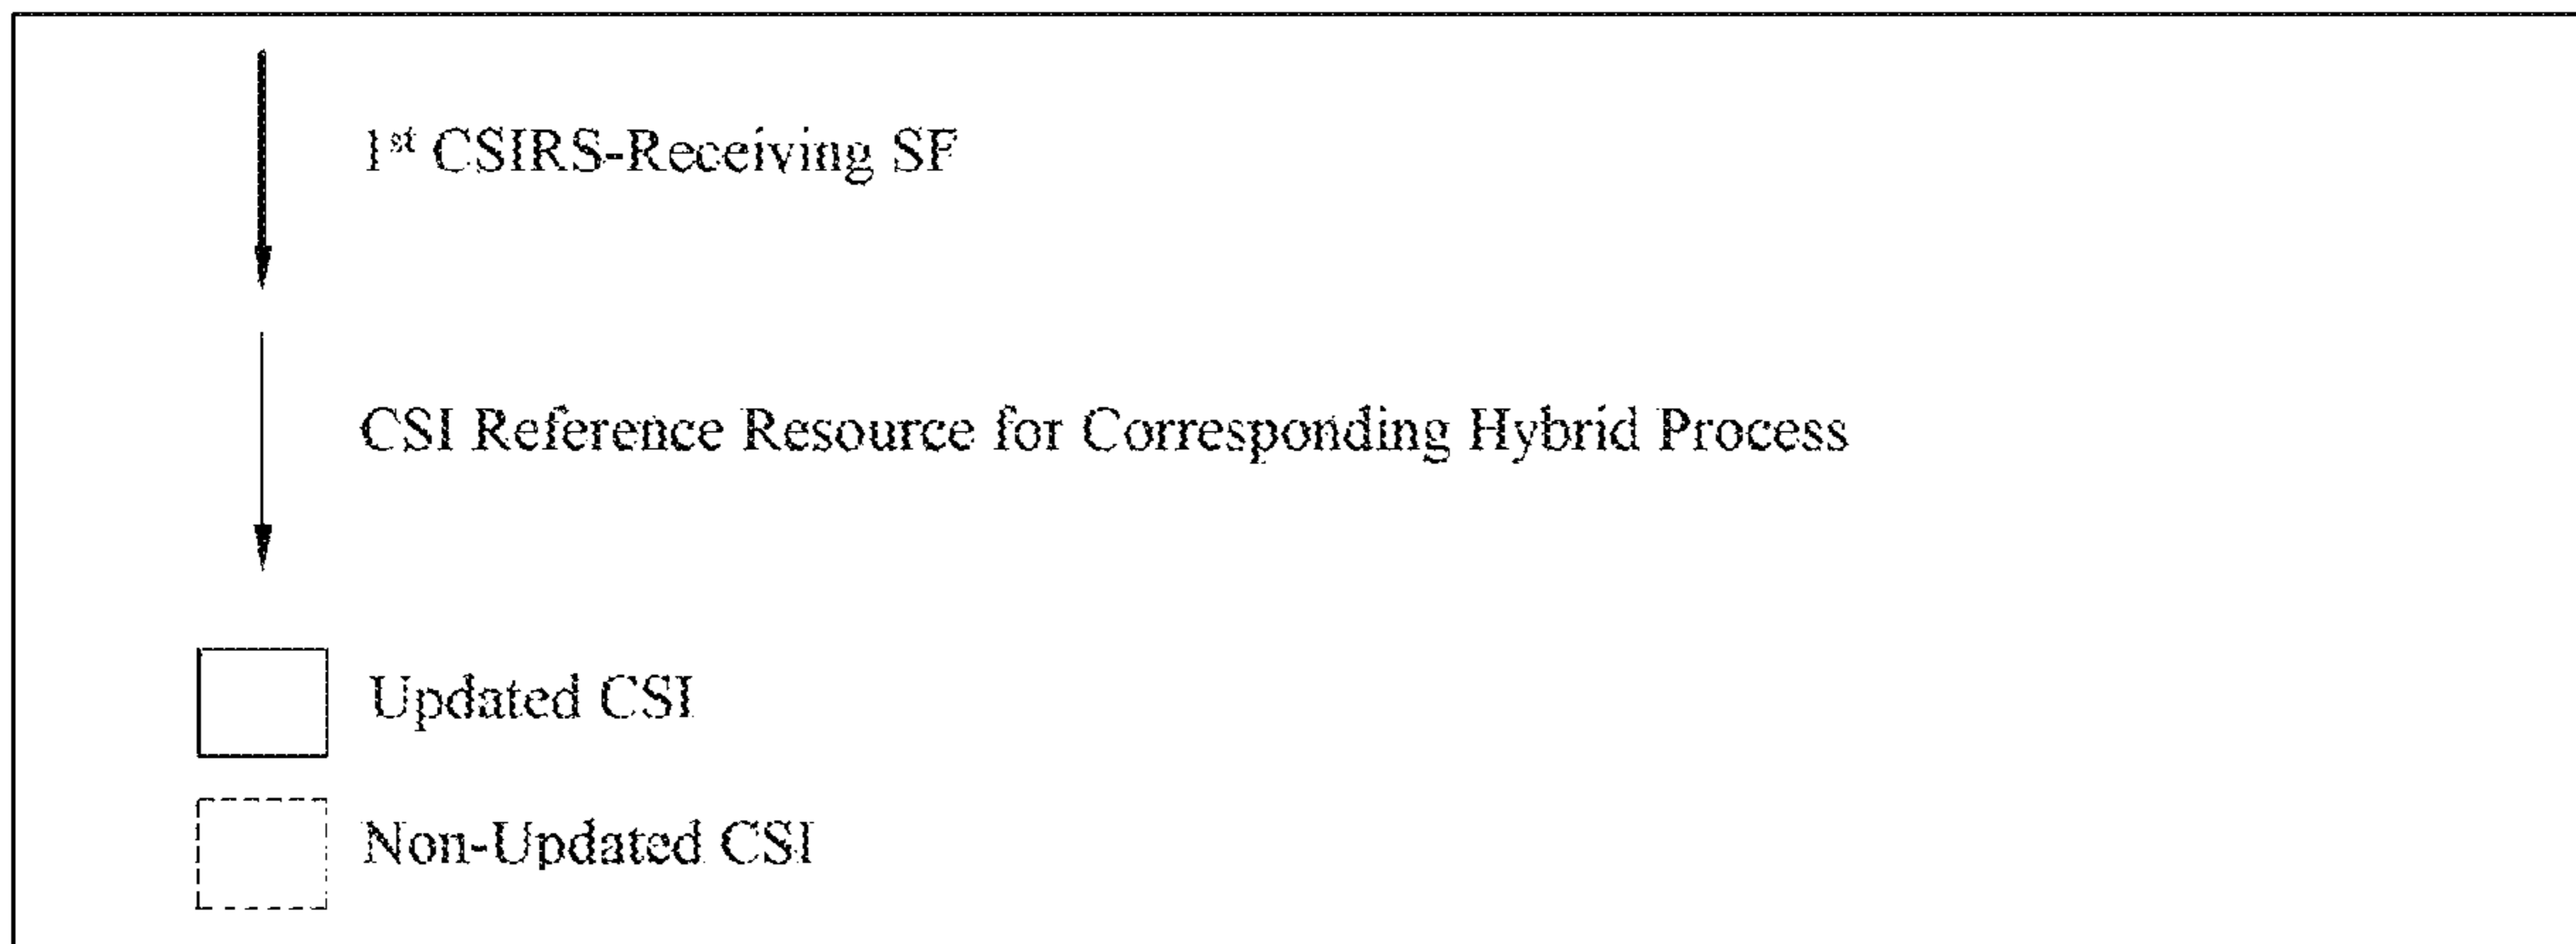 1st CSIRS-Receiving SF
CSI Reference Resource for Corresponding Hybrid Process
Updated CSI
Non-Updated CSI